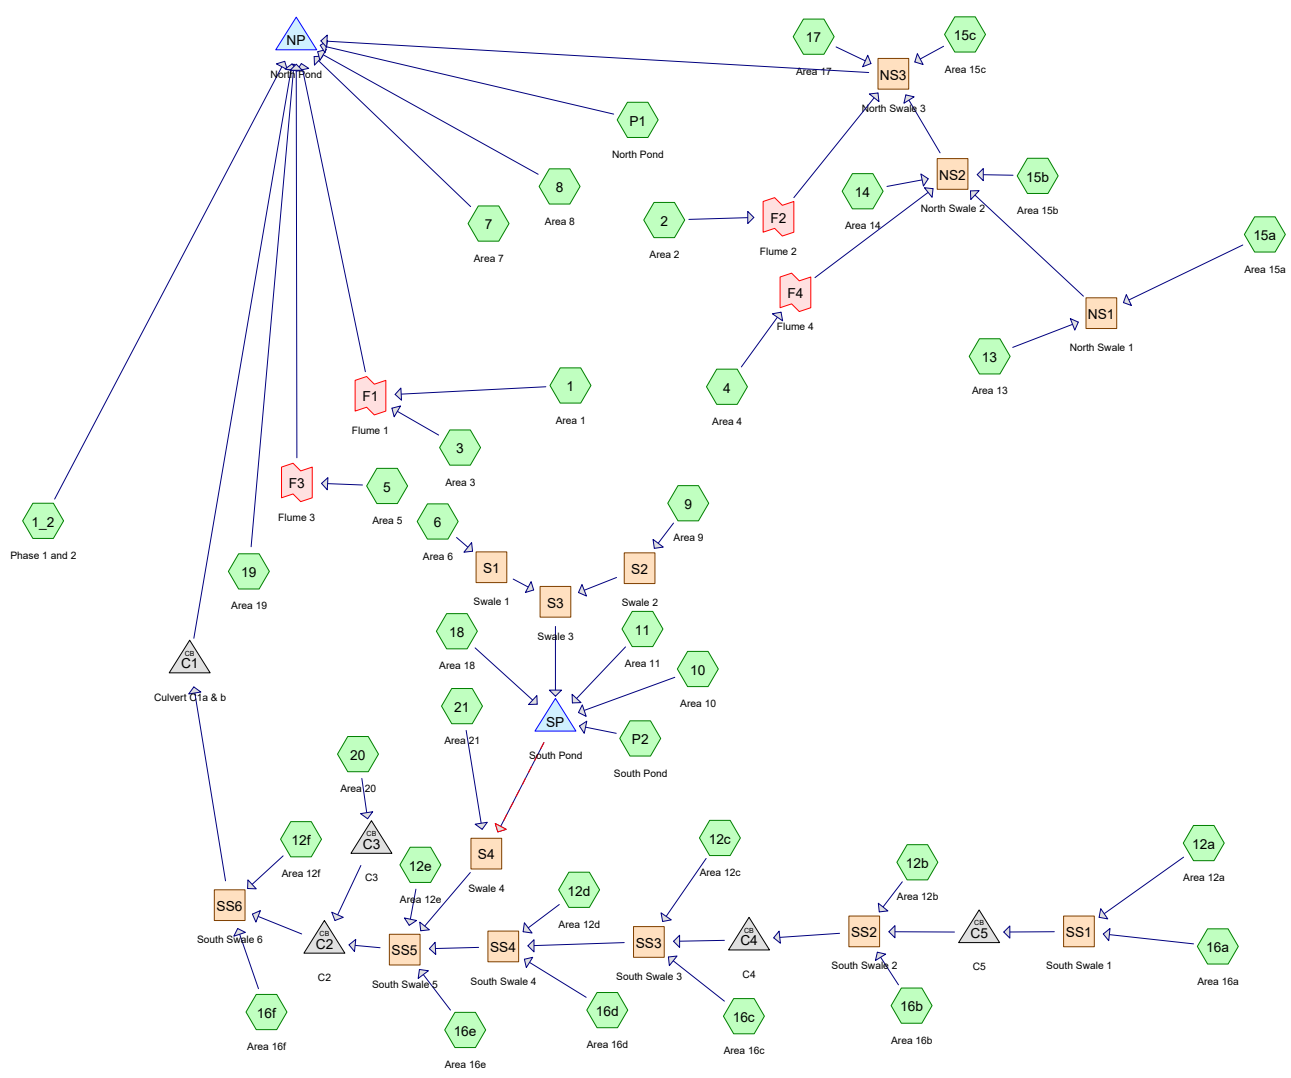 NP
North Pond
17
Area 17
15c
Area 15c
NS3
North Swale 3
P1
North Pond
8
Area 8
7
Area 7
14
Area 14
NS2
North Swale 2
15b
Area 15b
2
Area 2
F2
Flume 2
15a
Area 15a
F4
Flume 4
NS1
North Swale 1
13
Area 13
4
Area 4
F1
Flume 1
1
Area 1
3
Area 3
F3
Flume 3
5
Area 5
1_2
Phase 1 and 2
19
Area 19
6
Area 6
9
Area 9
S1
Swale 1
S2
Swale 2
S3
Swale 3
18
Area 18
11
Area 11
10
Area 10
CB
C1
Culvert C1a & b
21
Area 21
SP
South Pond
P2
South Pond
20
Area 20
CB
C3
C3
12f
Area 12f
12e
Area 12e
S4
Swale 4
12d
Area 12d
12c
Area 12c
12b
Area 12b
12a
Area 12a
SS6
South Swale 6
CB
C2
C2
SS5
South Swale 5
SS4
South Swale 4
SS3
South Swale 3
CB
C4
C4
SS2
South Swale 2
CB
C5
C5
SS1
South Swale 1
16a
Area 16a
16f
Area 16f
16e
Area 16e
16d
Area 16d
16c
Area 16c
16b
Area 16b